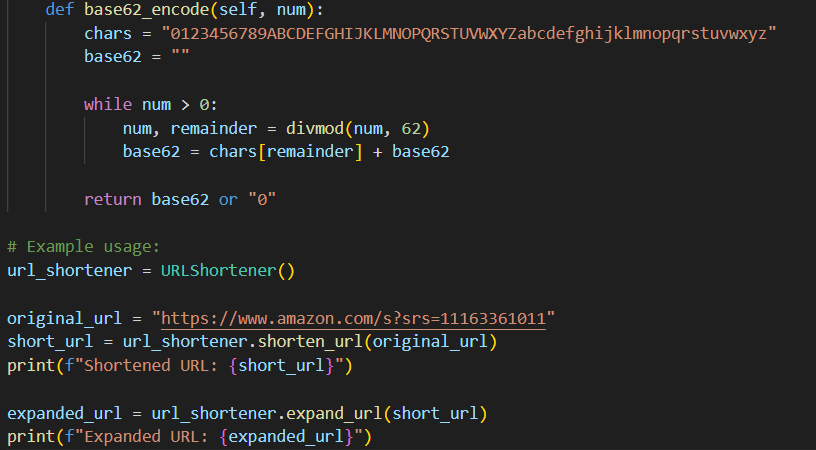 def base62_encode(self, num):
chars = "0123456789ABCDEFGHIJKLMNOPQRSTUVWXYZabcdefghijklmnopqrstuvwxyz"
base62 = ""
while num > 0:
num, remainder = divmod(num, 62)
base62 = chars[remainder] + base62
return base62 or "0"
# Example usage:
url_shortener = URLShortener()
original_url = "https://www.amazon.com/s?srs=11163361011"
short_url = url_shortener.shorten_url(original_url)
print(f"Shortened URL: {short_url}")
expanded_url = url_shortener.expand_url(short_url)
print(f"Expanded URL: {expanded_url}")